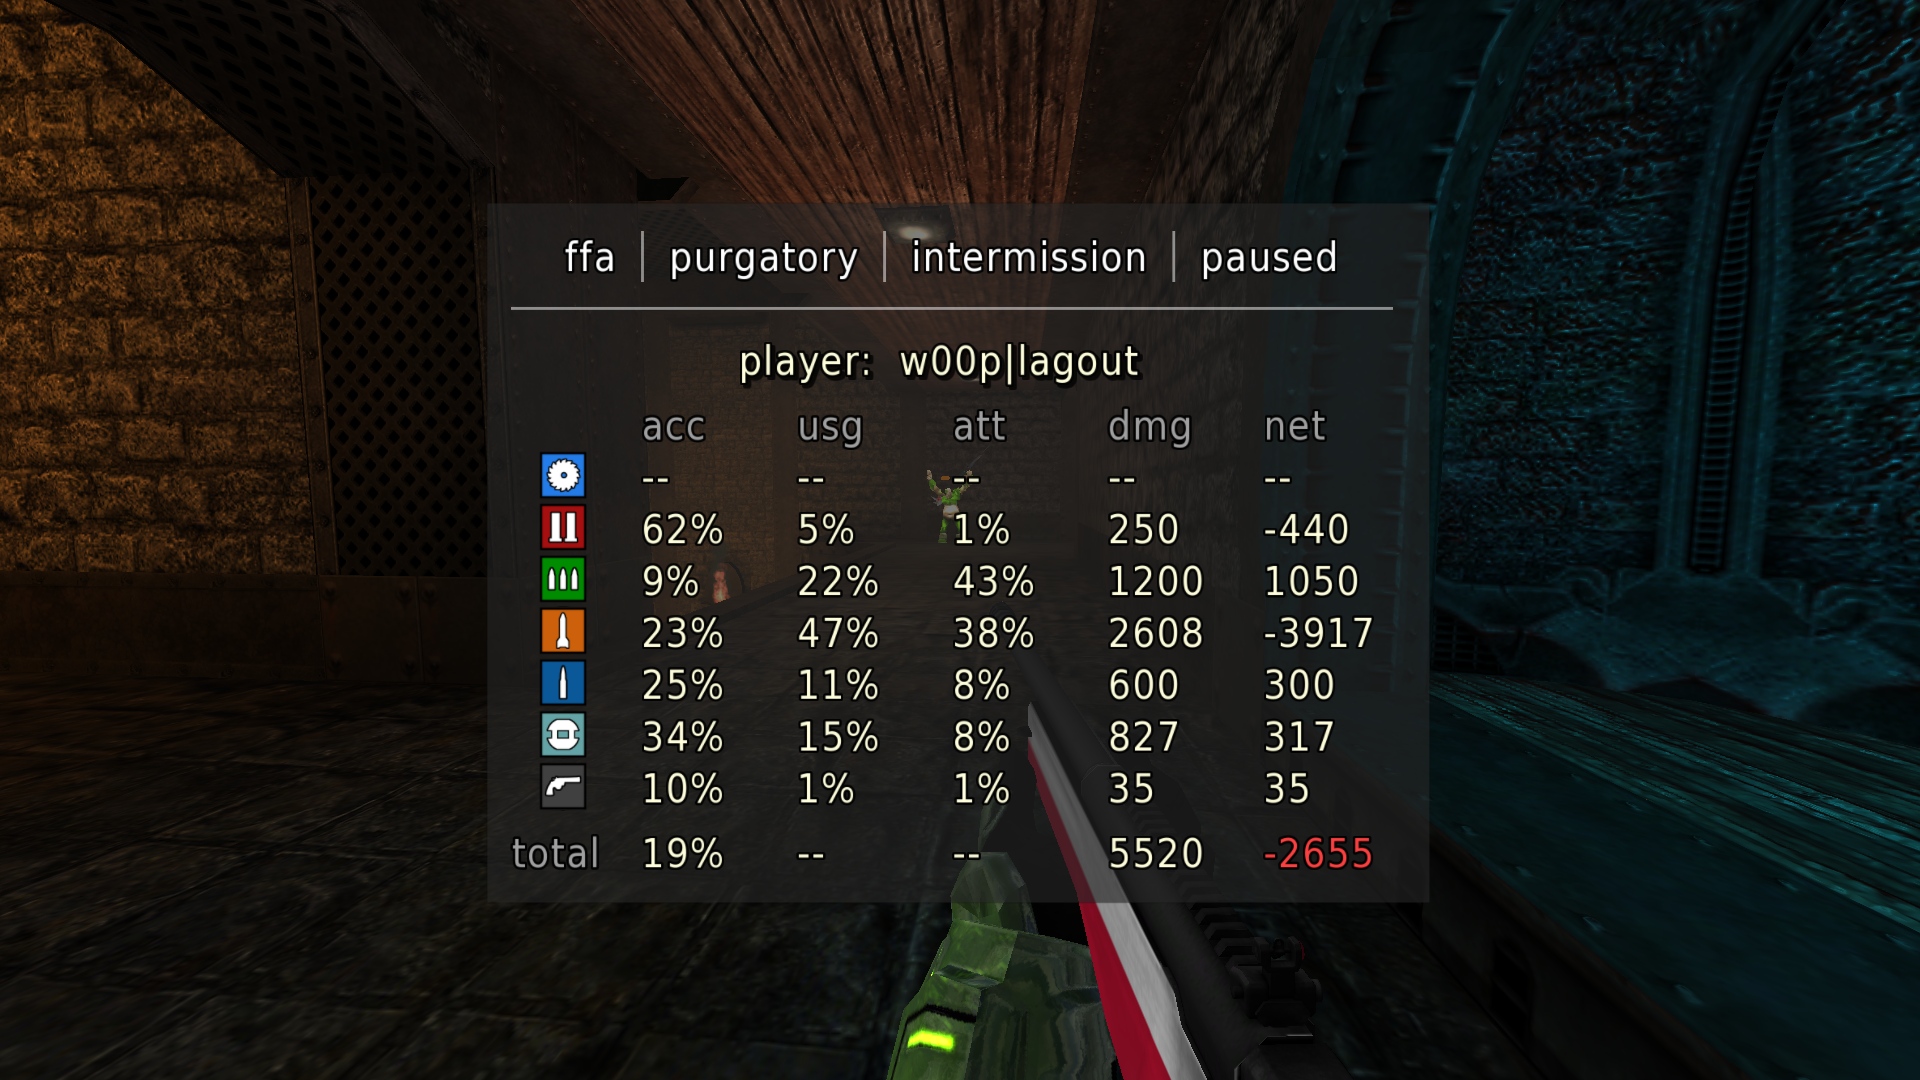 ffa | purgatory | intermission | paused
player: w00p|lagout
acc usg att dmg net
-- -- -- -- --
62% 5% 1% 250 -440
9% 22% 43% 1200 1050
23% 47% 38% 2608 -3917
25% 11% 8% 600 300
34% 15% 8% 827 317
10% 1% 1% 35 35
total 19% -- -- 5520 -2655